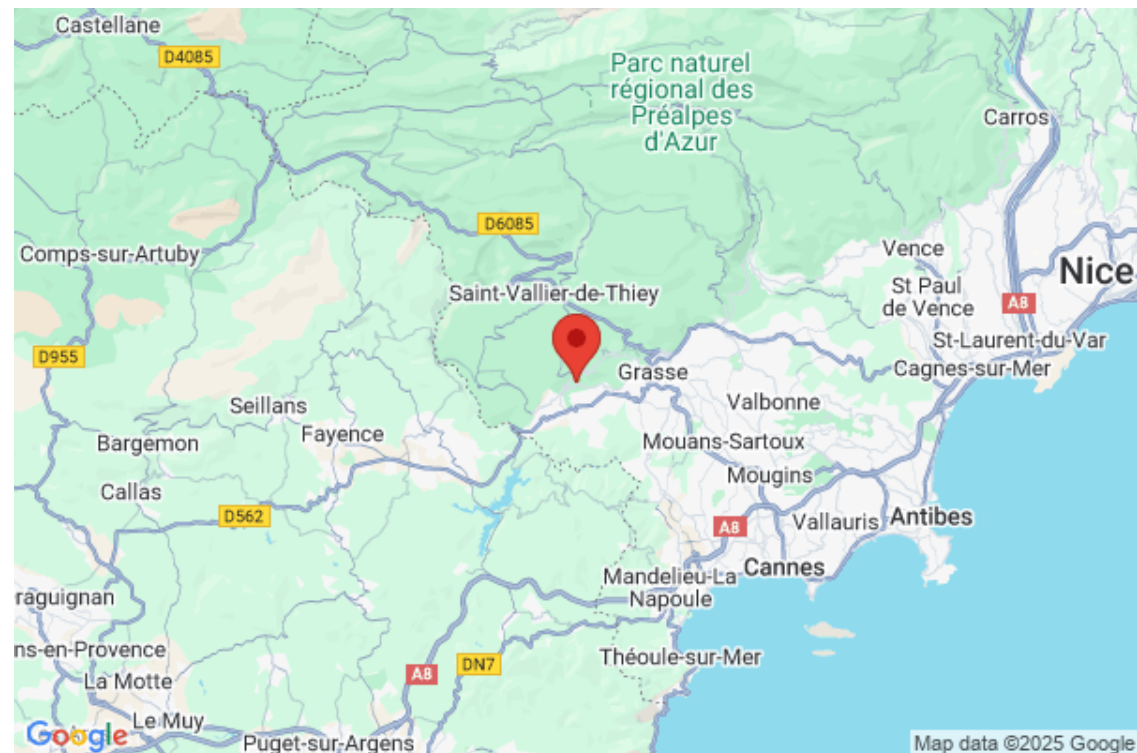 Castellane
D4085
Parc naturel
régional des
Préalpes
d'Azur
Carros
D6085
Comps-sur-Artuby
Vence
Nice
Saint-Vallier-de-Thiey
St Paul
de Vence
A8
D955
St-Laurent-du-Var
Grasse
Cagnes-sur-Mer
Seillans
Valbonne
Fayence
Bargemon
Mouans-Sartoux
Mougins
Callas
D562
A8
Vallauris
Antibes
Mandelieu-La
Napoule
Cannes
raguignan
ns-en-Provence
Théoule-sur-Mer
DN7
A8
La Motte
Le Muy
Google
Puget-sur-Argens
Map data ©2025 Google